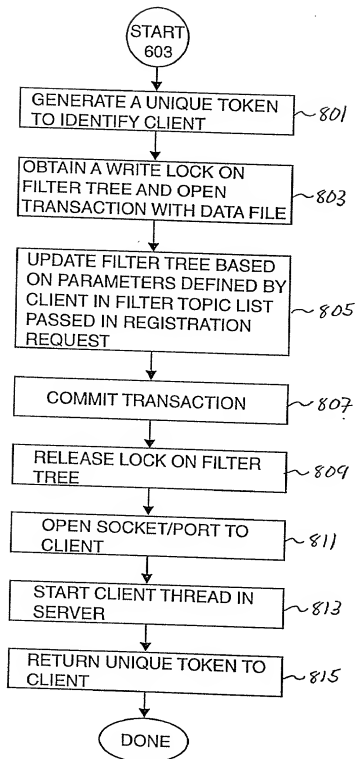 START
603
GENERATE A UNIQUE TOKEN
TO IDENTIFY CLIENT
801
OBTAIN A WRITE LOCK ON
FILTER TREE AND OPEN
TRANSACTION WITH DATA FILE
803
UPDATE FILTER TREE BASED
ON PARAMETERS DEFINED BY
CLIENT IN FILTER TOPIC LIST
PASSED IN REGISTRATION
REQUEST
805
COMMIT TRANSACTION
807
RELEASE LOCK ON FILTER
TREE
809
OPEN SOCKET/PORT TO
CLIENT
811
START CLIENT THREAD IN
SERVER
813
RETURN UNIQUE TOKEN TO
CLIENT
815
DONE